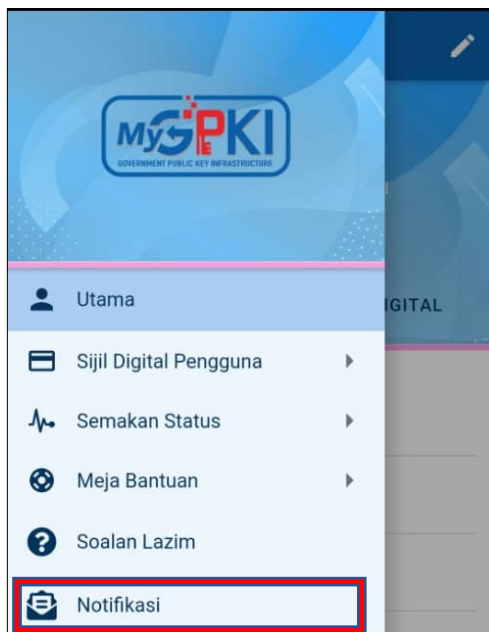 MyGPKI
GOVERNMENT PUBLIC KEY INFRASTRUCTURE
Utama
IGITAL
Sijil Digital Pengguna
Semakan Status
Meja Bantuan
Soalan Lazim
Notifikasi